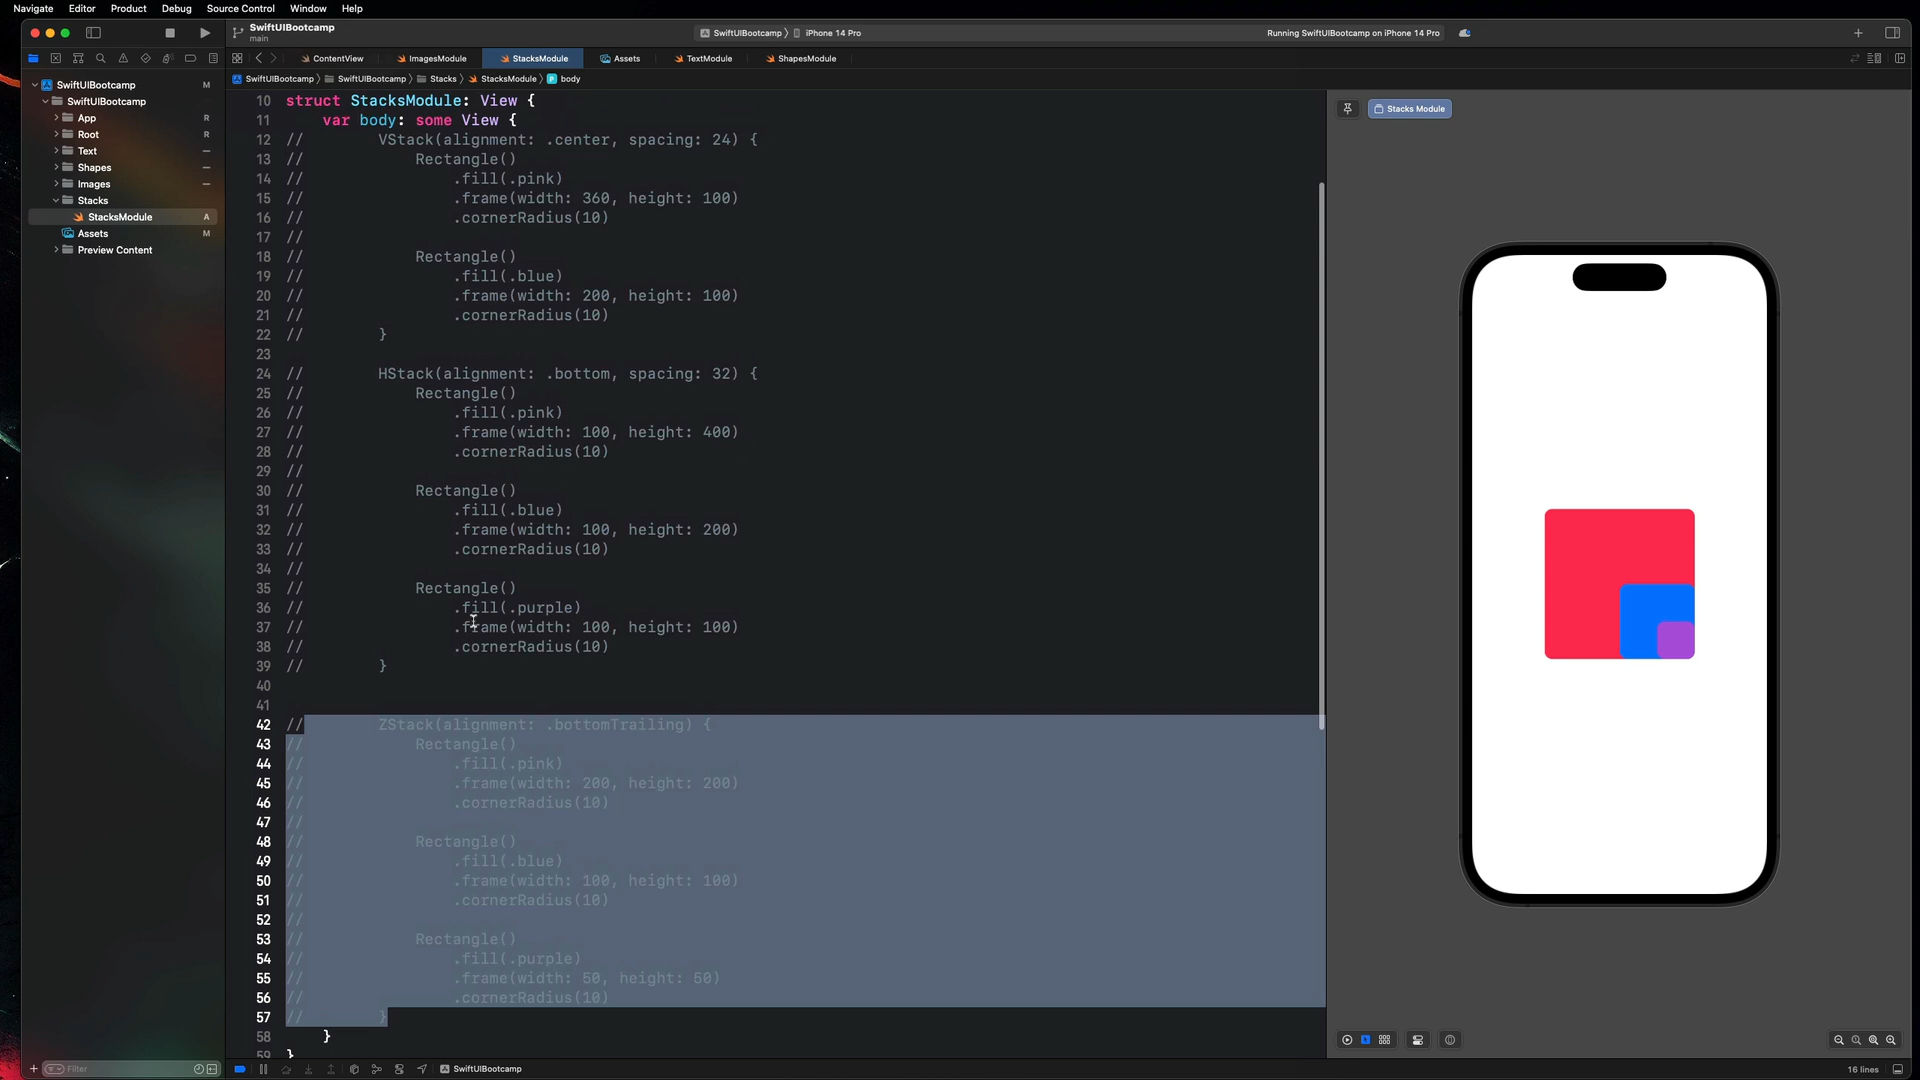 Navigate Editor Product Debug Source Control Window Help
SwiftUIBootcamp
main
SwiftUIBootcamp
iPhone 14 Pro
Running SwiftUIBootcamp on iPhone 14 Pro
ContentView
ImagesModule
StacksModule
Assets
TextModule
ShapesModule
SwiftUIBootcamp SwiftUIBootcamp Stacks StacksModule body
SwiftUIBootcamp M
SwiftUIBootcamp
App R
Root R
Text
Shapes
Images
Stacks
StacksModule A
Assets M
Preview Content
10 struct StacksModule: View {
11 var body: some View {
12 // VStack(alignment: .center, spacing: 24) {
13 // Rectangle()
14 // .fill(.pink)
15 // .frame(width: 360, height: 100)
16 // .cornerRadius(10)
17 //
18 // Rectangle()
19 // .fill(.blue)
20 // .frame(width: 200, height: 100)
21 // .cornerRadius(10)
22 // }
23
24 // HStack(alignment: .bottom, spacing: 32) {
25 // Rectangle()
26 // .fill(.pink)
27 // .frame(width: 100, height: 400)
28 // .cornerRadius(10)
29 //
30 // Rectangle()
31 // .fill(.blue)
32 // .frame(width: 100, height: 200)
33 // .cornerRadius(10)
34 //
35 // Rectangle()
36 // .fill(.purple)
37 // .frame(width: 100, height: 100)
38 // .cornerRadius(10)
39 // }
40
41
42 // ZStack(alignment: .bottomTrailing) {
43 // Rectangle()
44 // .fill(.pink)
45 // .frame(width: 200, height: 200)
46 // .cornerRadius(10)
47 //
48 // Rectangle()
49 // .fill(.blue)
50 // .frame(width: 100, height: 100)
51 // .cornerRadius(10)
52 //
53 // Rectangle()
54 // .fill(.purple)
55 // .frame(width: 50, height: 50)
56 // .cornerRadius(10)
57 // }
58 }
59 }
Stacks Module
Filter
SwiftUIBootcamp
16 lines